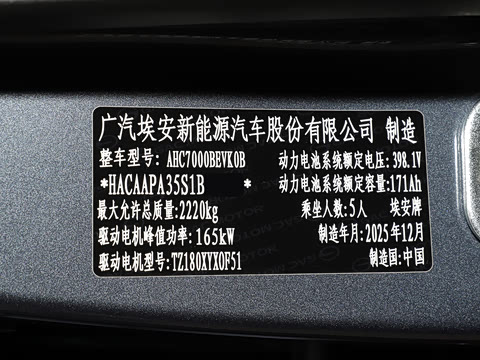 广汽埃安新能源汽车股份有限公司 制造
整车型号: AHC7000BEVK0B 动力电池系统额定电压: 398.1V
*HACAAPA35S1B * 动力电池系统额定容量:171Ah
最大允许总质量:2220kg 乘坐人数:5人 埃安牌
驱动电机峰值功率: 165kW 制造年月:2025年12月
驱动电机型号:TZ180XYX0F51 制造国:中国